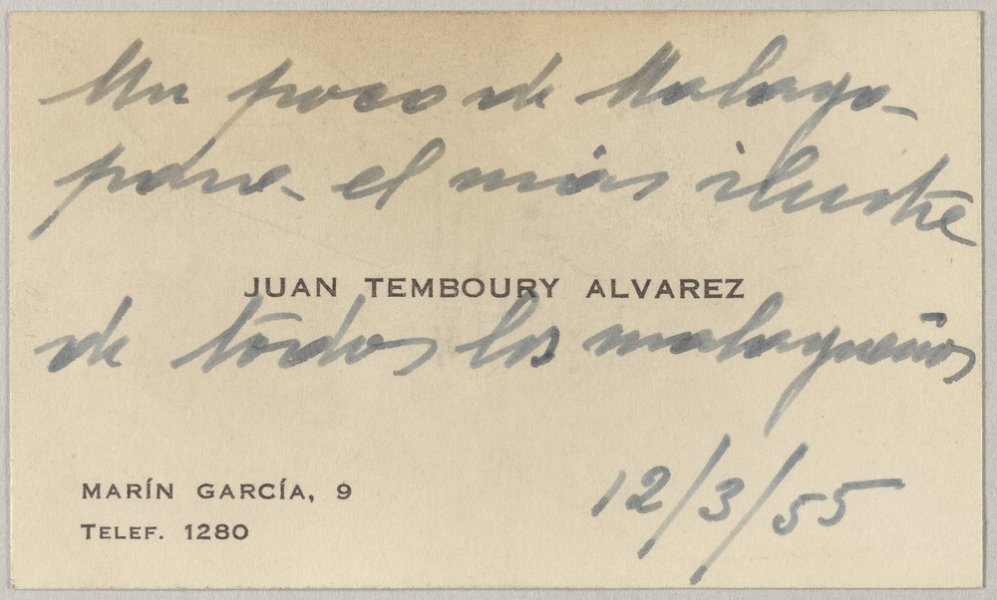 Un poco de Malaga
para el más ilustre
JUAN TEMBOURY ALVAREZ
de todos los malagueños
12/3/55
MARÍN GARCÍA, 9
TELEF. 1280